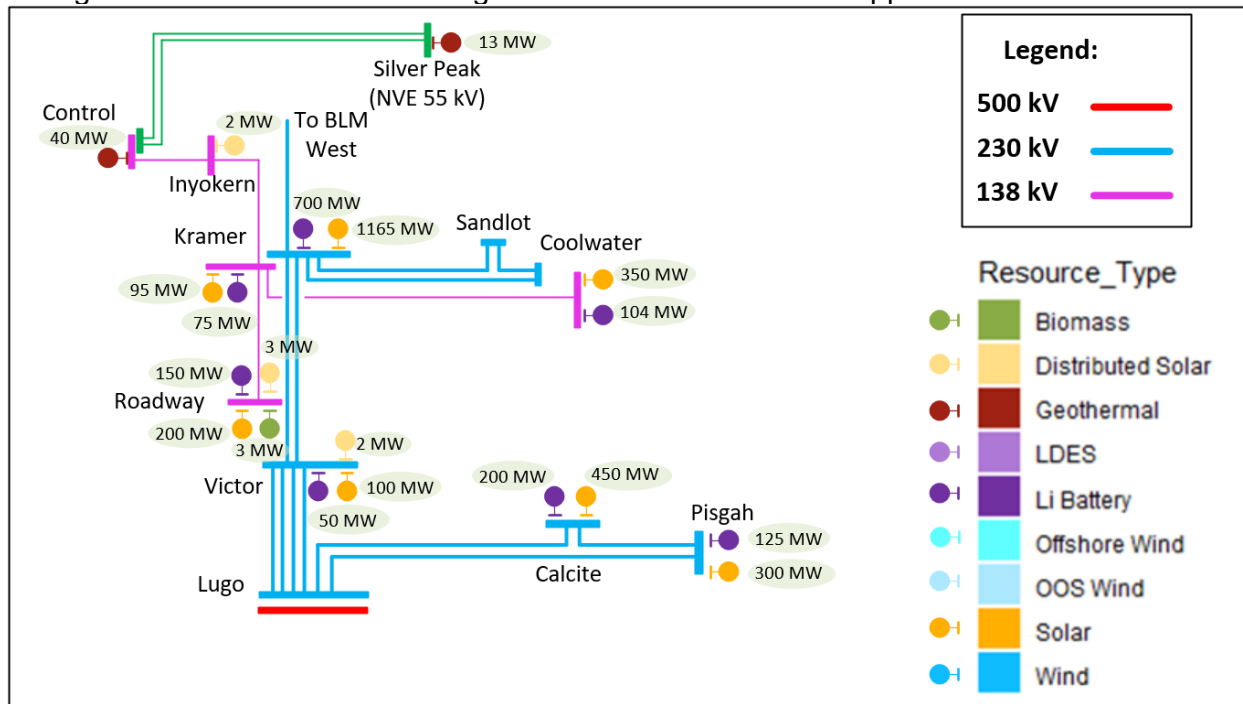 13 MW
Silver Peak
(NVE 55 kV)
Control
40 MW
2 MW
Inyokern
To BLM
West
700 MW
1165 MW
Sandlot
Coolwater
Kramer
350 MW
95 MW
75 MW
104 MW
3 MW
150 MW
Roadway
200 MW
3 MW
2 MW
Victor
100 MW
50 MW
200 MW
450 MW
Pisgah
125 MW
300 MW
Calcite
Lugo
Legend:
500 kV
230 kV
138 kV
Resource_Type
Biomass
Distributed Solar
Geothermal
LDES
Li Battery
Offshore Wind
OOS Wind
Solar
Wind